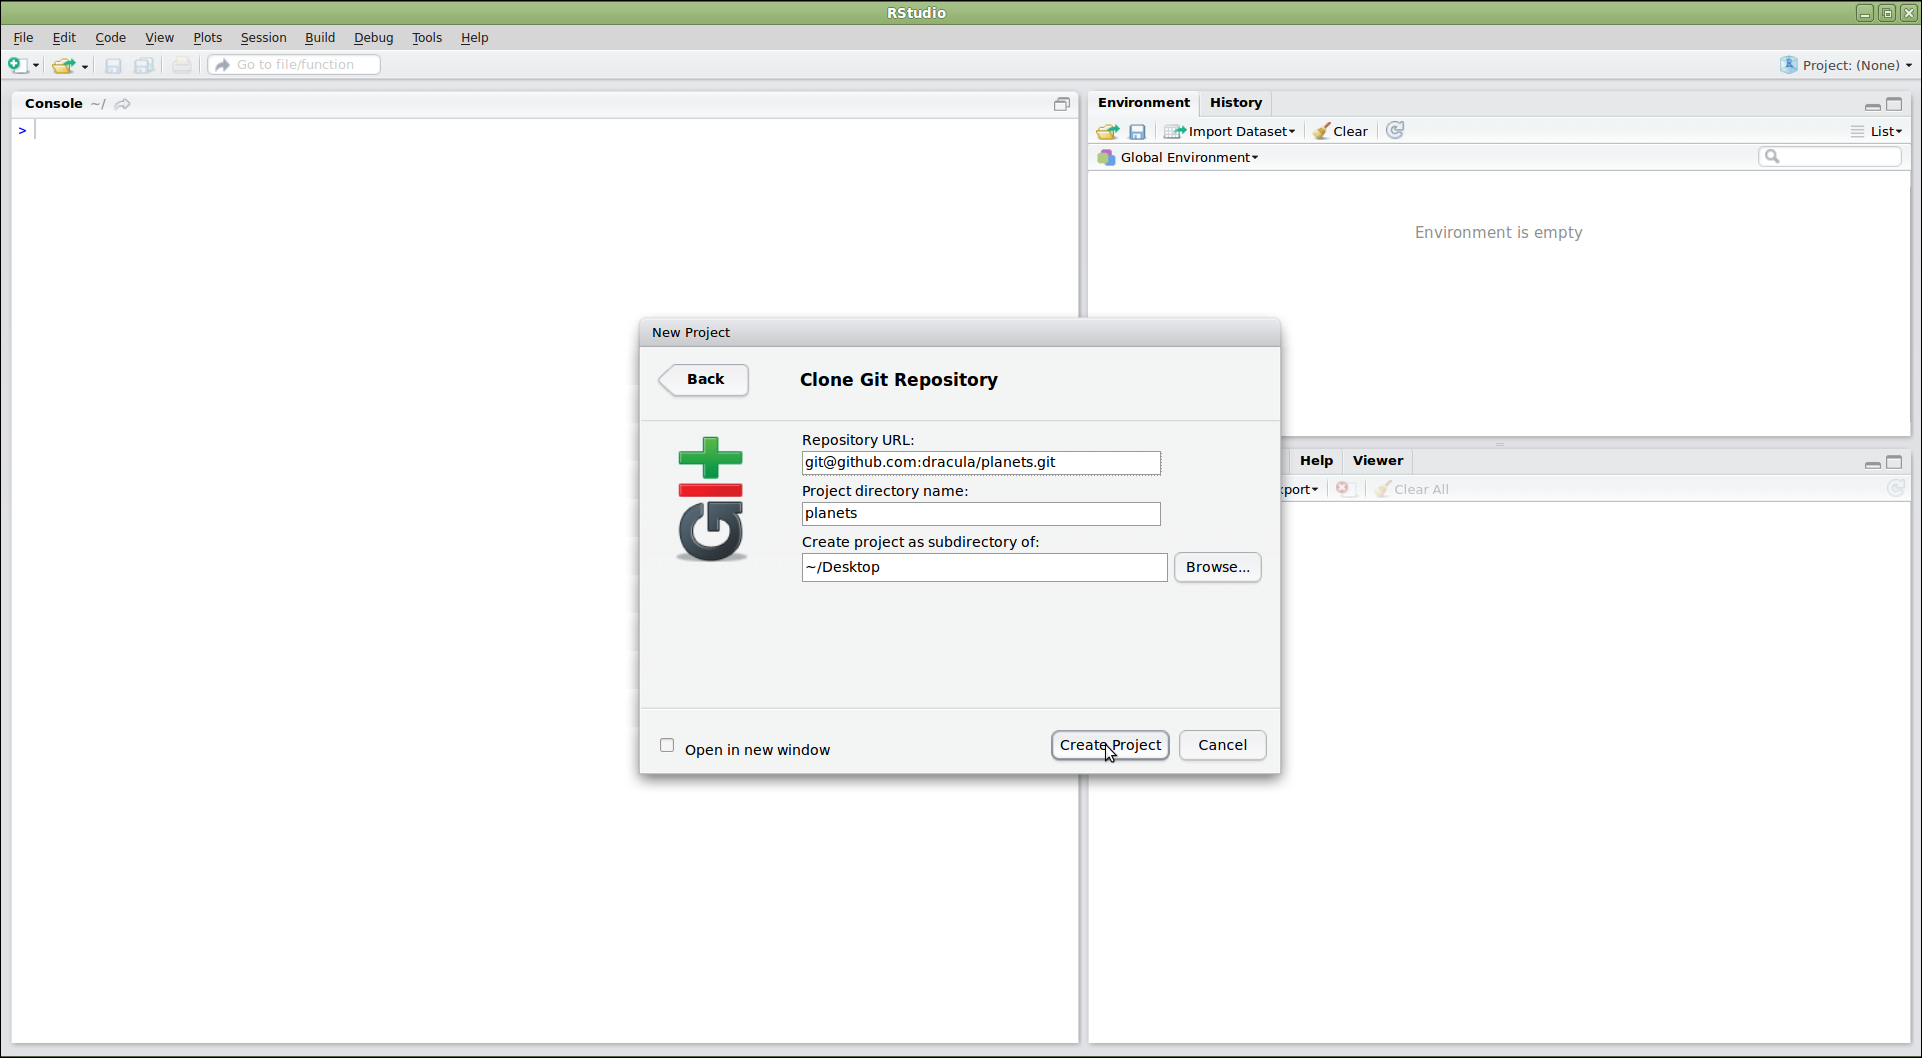 RStudio
File Edit Code View Plots Session Build Debug Tools Help
Go to file/function
Project: (None)
Console ~/
>
Environment History
Import Dataset Clear List
Global Environment
Environment is empty
New Project
Back
Clone Git Repository
Repository URL:
git@github.com:dracula/planets.git
Project directory name:
planets
Create project as subdirectory of:
~/Desktop
Browse...
Open in new window
Create Project
Cancel
Help Viewer
port Clear All